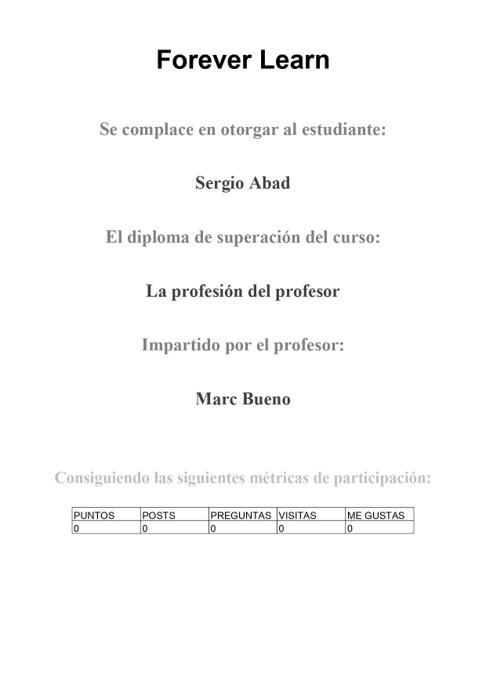 Forever Learn
Se complace en otorgar al estudiante:
Sergio Abad
El diploma de superación del curso:
La profesión del profesor
Impartido por el profesor:
Marc Bueno
Consiguiendo las siguientes métricas de participación:
PUNTOS POSTS PREGUNTAS VISITAS ME GUSTAS
0 0 0 0 0